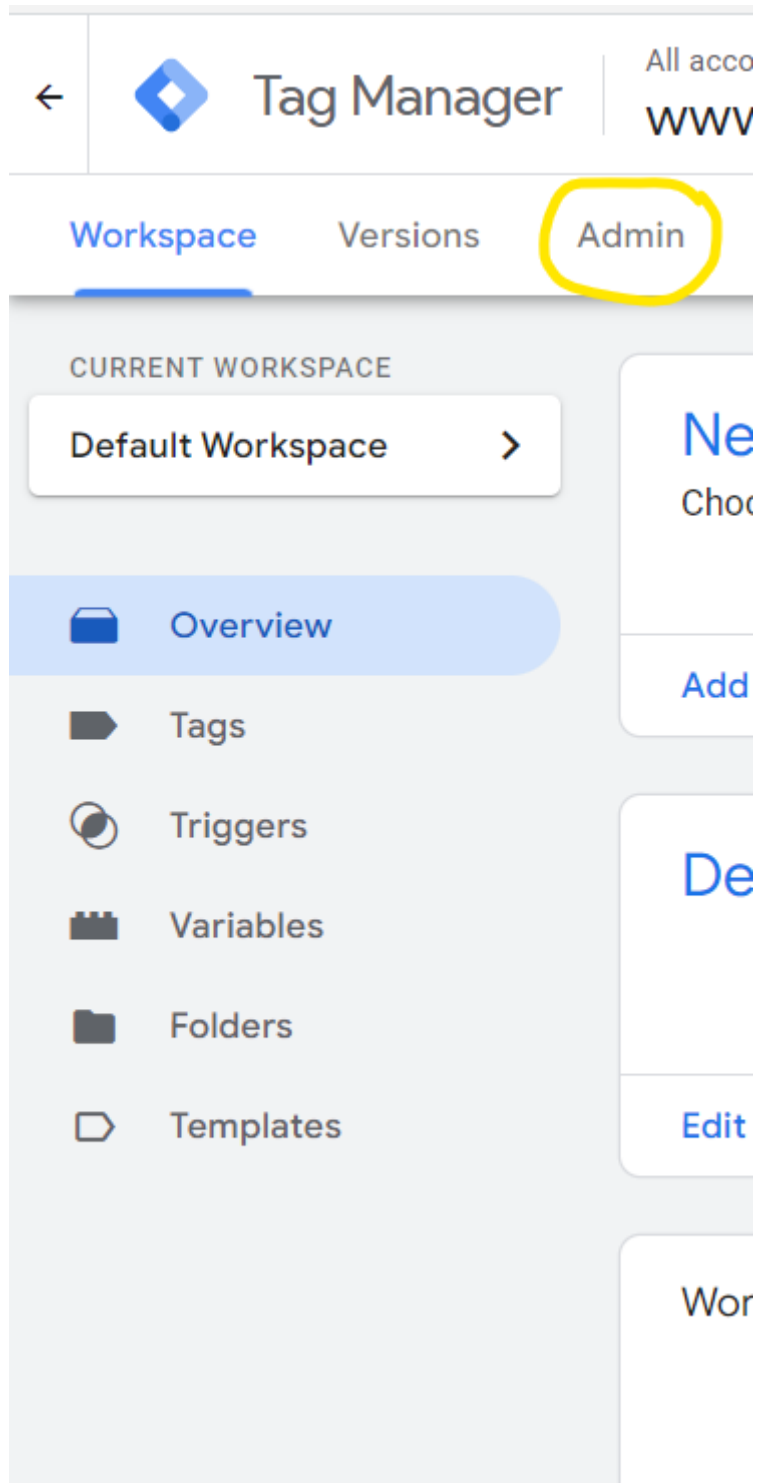 Tag Manager
All acco
www
Workspace Versions Admin
CURRENT WORKSPACE
Default Workspace
Ne
Choo
Overview
Add
Tags
Triggers
De
Variables
Folders
Templates
Edit
Wor